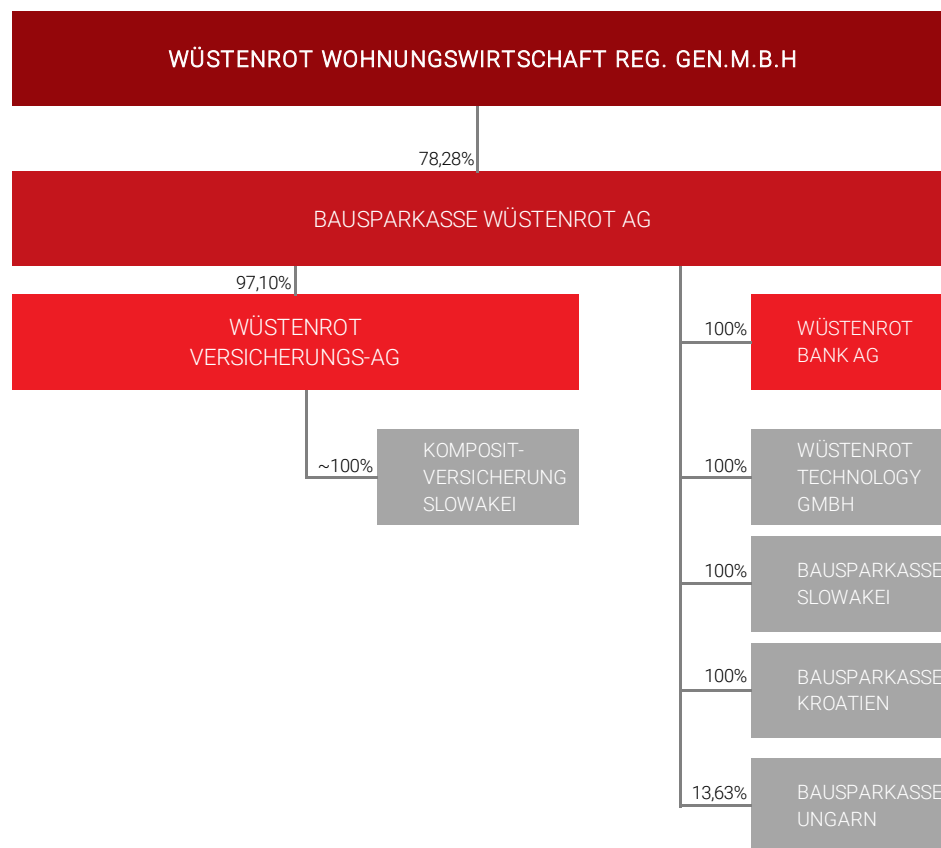 WÜSTENROT WOHNUNGSWIRTSCHAFT REG. GEN.M.B.H
78,28%
BAUSPARKASSE WÜSTENROT AG
97,10%
WÜSTENROT
VERSICHERUNGS-AG
~100%
KOMPOSIT-
VERSICHERUNG
SLOWAKEI
100%
WÜSTENROT
BANK AG
100%
WÜSTENROT
TECHNOLOGY
GMBH
100%
BAUSPARKASSE
SLOWAKEI
100%
BAUSPARKASSE
KROATIEN
13,63%
BAUSPARKASSE
UNGARN